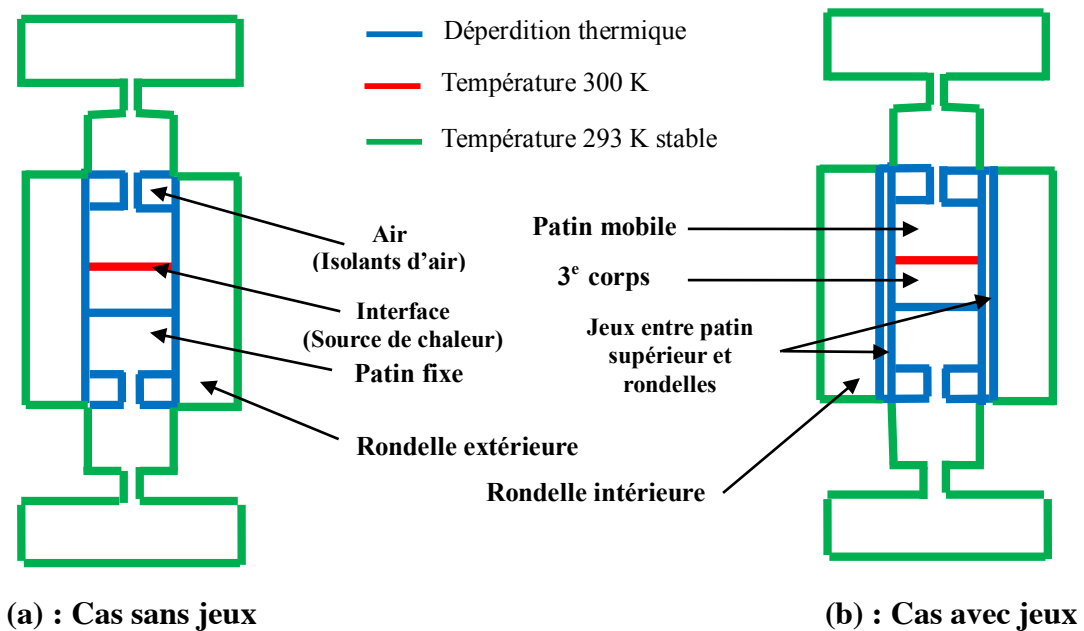 Déperdition thermique
Température 300 K
Température 293 K stable
Air
(Isolants d'air)
Interface
(Source de chaleur)
Patin fixe
Rondelle extérieure
Patin mobile
3e corps
Jeux entre patin
supérieur et
rondelles
Rondelle intérieure
(a) : Cas sans jeux
(b) : Cas avec jeux